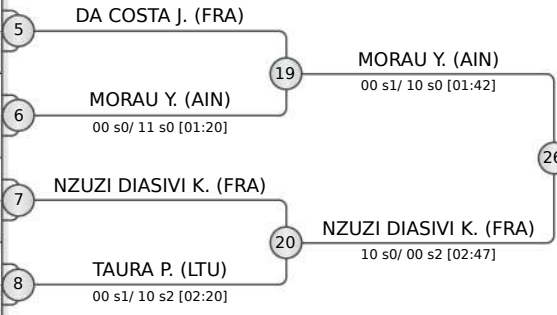 DA COSTA J. (FRA)
5
19
MORAU Y. (AIN)
00 s1/ 10 s0 [01:42]
MORAU Y. (AIN)
6
00 s0/ 11 s0 [01:20]
26
NZUZI DIASIVI K. (FRA)
7
20
NZUZI DIASIVI K. (FRA)
10 s0/ 00 s2 [02:47]
TAURA P. (LTU)
8
00 s1/ 10 s2 [02:20]